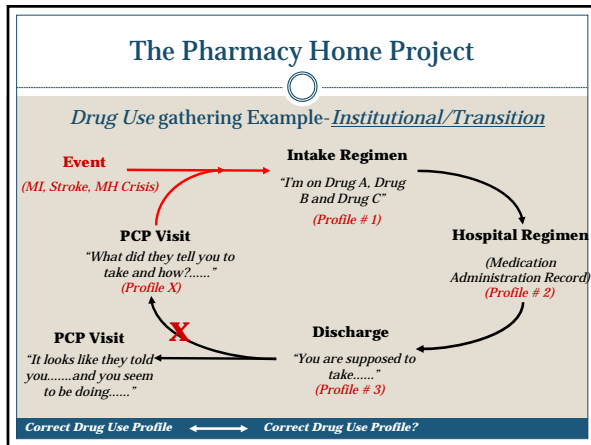 The Pharmacy Home Project
Drug Use gathering Example-Institutional/Transition
Event
(MI, Stroke, MH Crisis)
Intake Regimen
“I’m on Drug A, Drug
B and Drug C”
(Profile # 1)
Hospital Regimen
(Medication
Administration Record)
(Profile # 2)
Discharge
“You are supposed to
take……”
(Profile # 3)
PCP Visit
“What did they tell you to
take and how?......”
(Profile X)
X
PCP Visit
“It looks like they told
you…….and you seem
to be doing……”
Correct Drug Use Profile Correct Drug Use Profile?